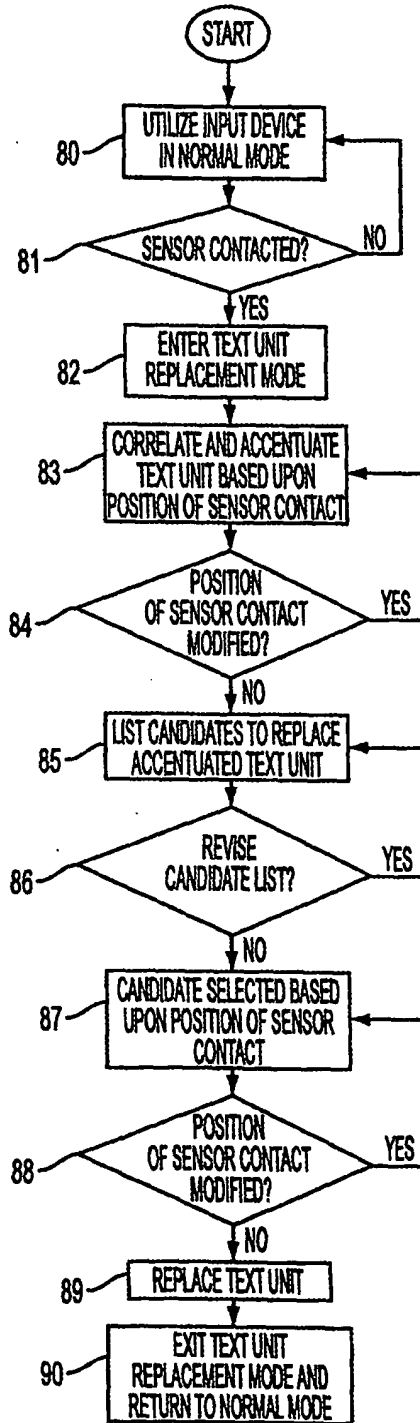 START
80
UTILIZE INPUT DEVICE
IN NORMAL MODE
81
SENSOR CONTACTED?
NO
YES
82
ENTER TEXT UNIT
REPLACEMENT MODE
83
CORRELATE AND ACCENTUATE
TEXT UNIT BASED UPON
POSITION OF SENSOR CONTACT
84
POSITION
OF SENSOR CONTACT
MODIFIED?
YES
NO
85
LIST CANDIDATES TO REPLACE
ACCENTUATED TEXT UNIT
86
REVISE
CANDIDATE LIST?
YES
NO
87
CANDIDATE SELECTED BASED
UPON POSITION OF SENSOR
CONTACT
88
POSITION
OF SENSOR CONTACT
MODIFIED?
YES
NO
89
REPLACE TEXT UNIT
90
EXIT TEXT UNIT
REPLACEMENT MODE AND
RETURN TO NORMAL MODE